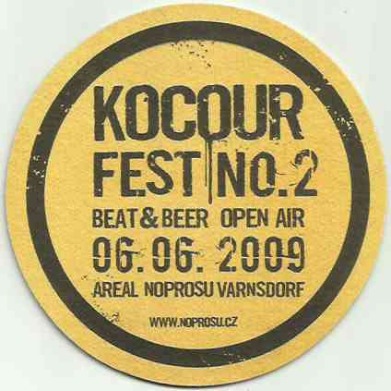 KOCOUR
FEST NO.2
BEAT & BEER OPEN AIR
06.06. 2009
AREAL NOPROSU VARNSDORF
WWW.NOPROSU.CZ